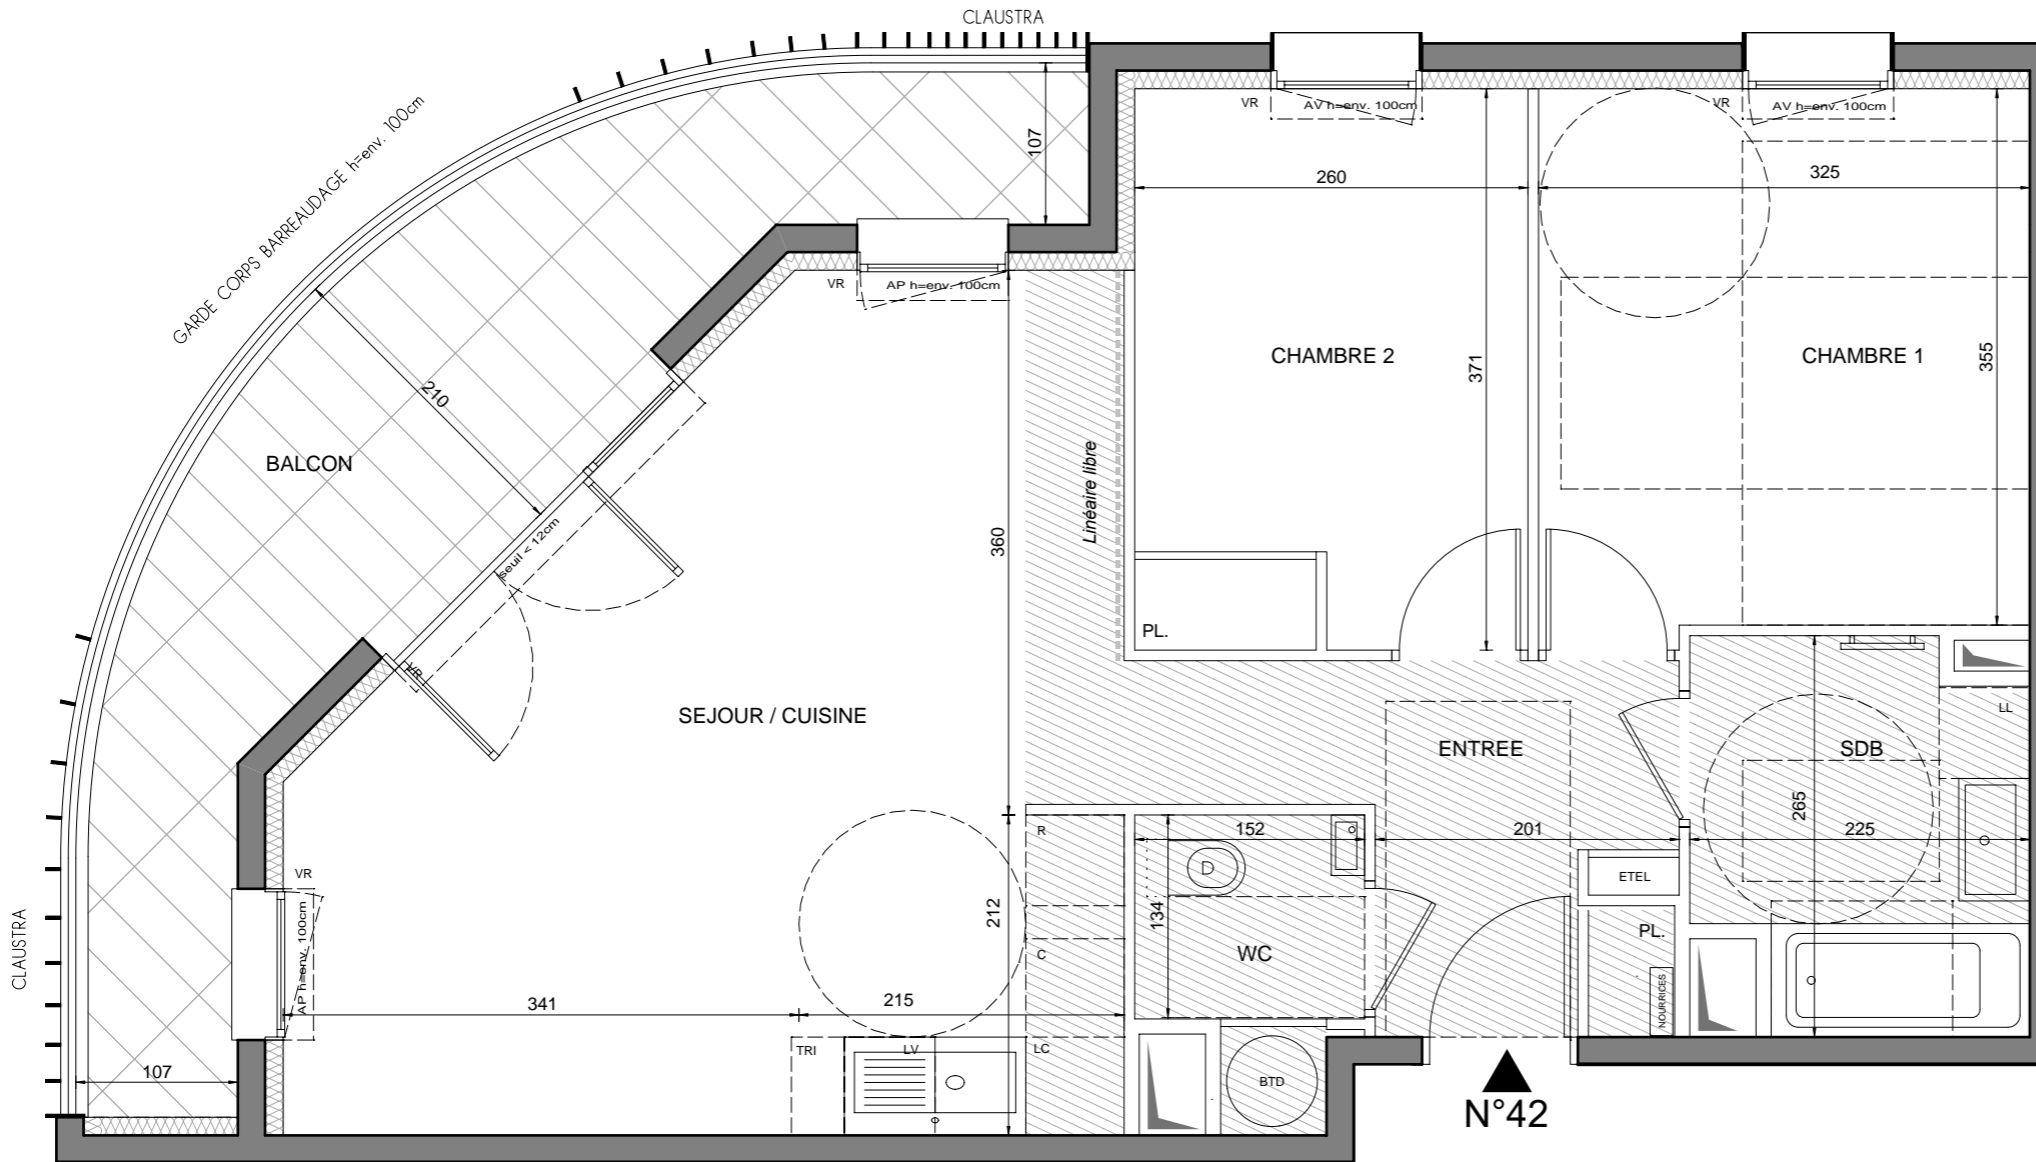 CLAUSTRA
GARDE CORPS BARREAUDAGE h=env. 100cm
107
VR
AV h=env. 100cm
VR
AV h=env. 100cm
260
325
VR
AP h=env. 100cm
CHAMBRE 2
371
CHAMBRE 1
355
210
BALCON
Linéaire libre
seuil < 12cm
360
PL.
VR
SEJOUR / CUISINE
ENTREE
SDB
LL
265
R
152
201
225
D
ETEL
VR
AP h=env. 100cm
CLAUSTRA
212
134
C
WC
PL.
NOURRICES
341
215
TRI
LV
LC
BTD
107
N°42